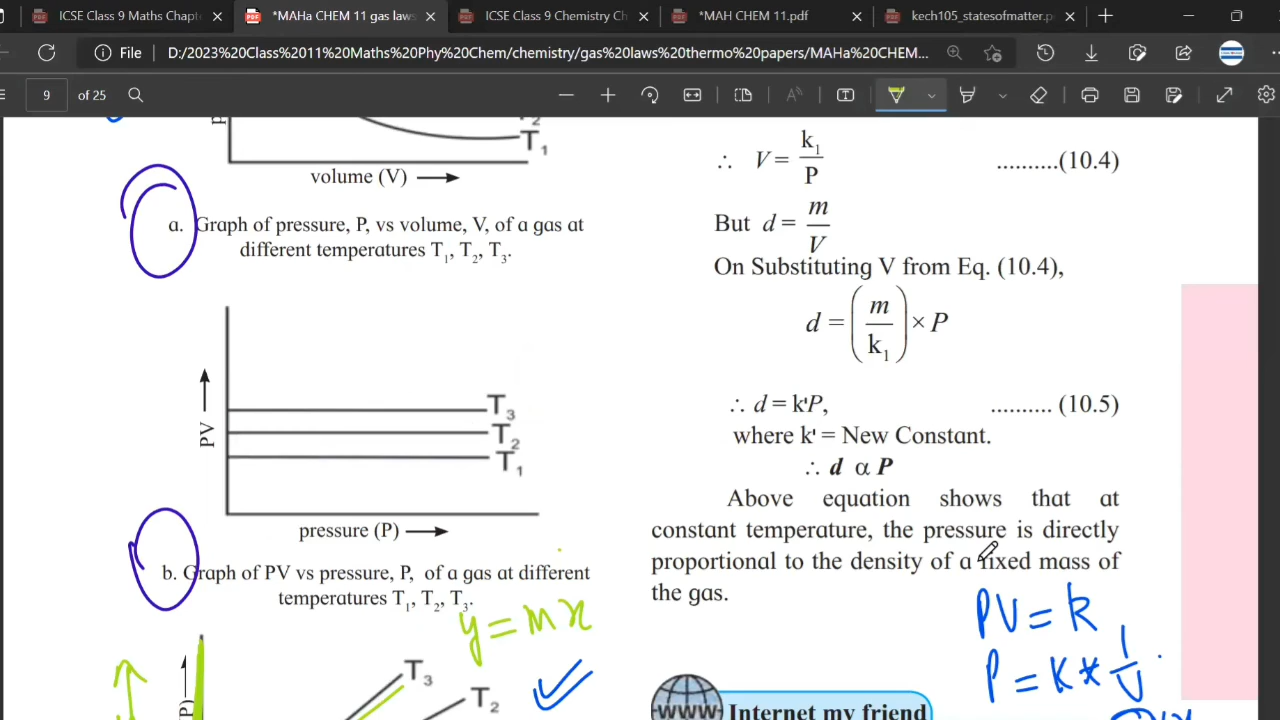 ICSE Class 9 Maths Chapt
*MAHa CHEM 11 gas laws
ICSE Class 9 Chemistry Ch
*MAH CHEM 11.pdf
kech105_statesofmatter.p
File
D:/2023%20Class%2011%20Maths%20Phy%20Chem/chemistry/gas%20laws%20thermo%20papers/MAHa%20CHEM...
9 of 25
T₁
volume (V)
a. Graph of pressure, P, vs volume, V, of a gas at
different temperatures T₁, T₂, T₃.
PV
T₃
T₂
T₁
pressure (P)
b. Graph of PV vs pressure, P, of a gas at different
temperatures T₁, T₂, T₃.
y = mx
P)
T₃
T₂
∴ V = k₁/P ..........(10.4)
But d = m/V
On Substituting V from Eq. (10.4),
d = (m/k₁) × P
∴ d = k'P, .......... (10.5)
where k' = New Constant.
∴ d α P
Above equation shows that at
constant temperature, the pressure is directly
proportional to the density of a fixed mass of
the gas.
PV = k
P = K * 1/V
WWW Internet my friend